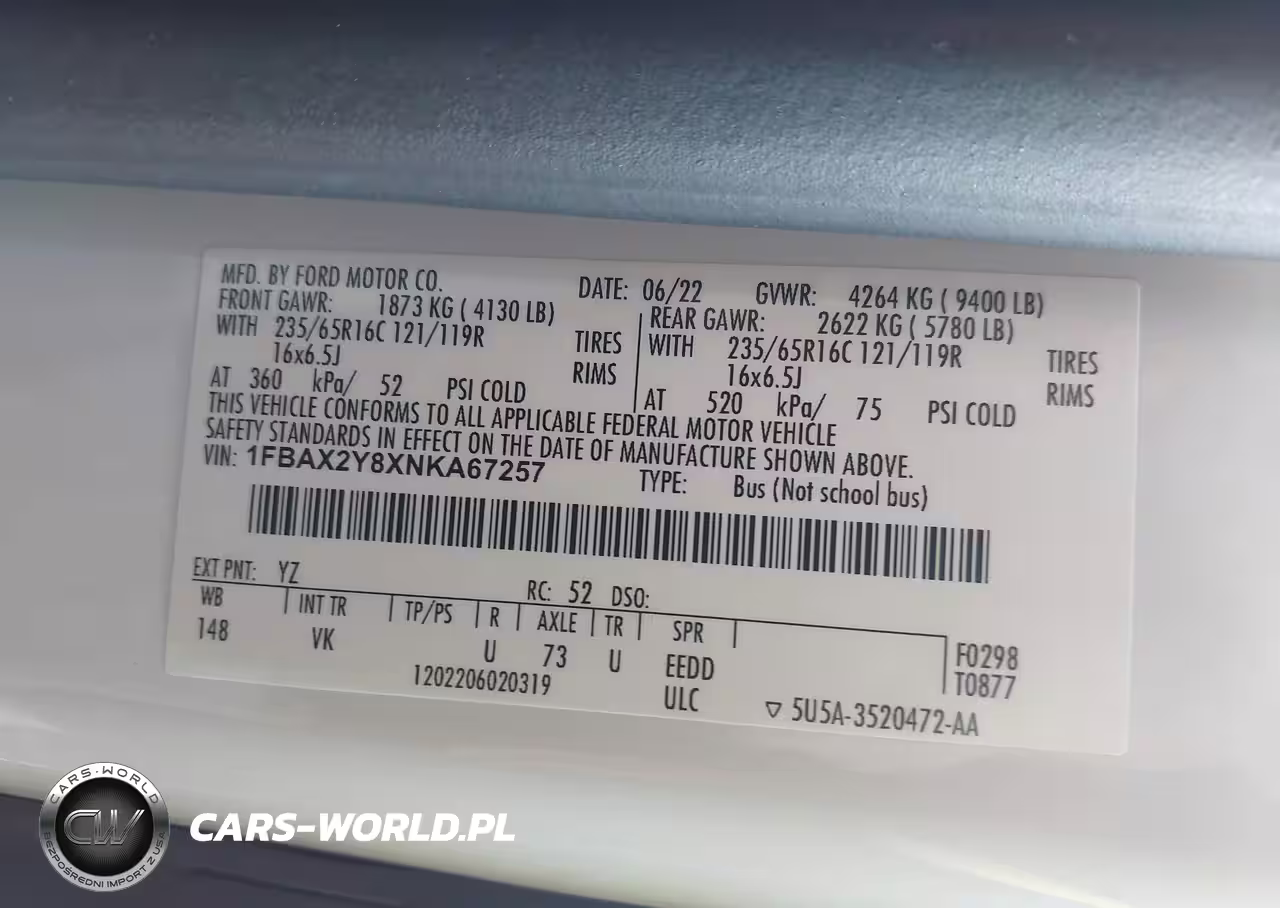 MFD. BY FORD MOTOR CO. DATE: 06/22 GVWR: 4264 KG ( 9400 LB)
FRONT GAWR: 1873 KG ( 4130 LB) REAR GAWR: 2622 KG ( 5780 LB)
WITH 235/65R16C 121/119R TIRES WITH 235/65R16C 121/119R TIRES
16x6.5J RIMS 16x6.5J RIMS
AT 360 kPa/ 52 PSI COLD AT 520 kPa/ 75 PSI COLD
THIS VEHICLE CONFORMS TO ALL APPLICABLE FEDERAL MOTOR VEHICLE
SAFETY STANDARDS IN EFFECT ON THE DATE OF MANUFACTURE SHOWN ABOVE.
VIN: 1FBAX2Y8XNKA67257 TYPE: Bus (Not school bus)
EXT PNT: YZ RC: 52 DSO:
WB INT TR TP/PS R AXLE TR SPR
148 VK U 73 U EEDD F0298
1202206020319 ULC T0877
▽ 5U5A-3520472-AA
CARS-WORLD
CW
BEZPOŚREDNI IMPORT Z USA
CARS-WORLD.PL